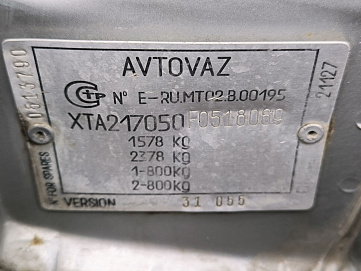 AVTOVAZ
№ E-RU.MT02.B.00195
XTA217050F0518069
1578 KG
2378 KG
1-800KG
2-800KG
VERSION 31 055
№ FOR SPARES
21127